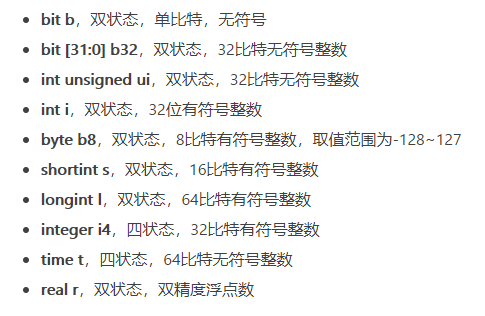 bit b，双状态，单比特，无符号
bit [31:0] b32，双状态，32比特无符号整数
int unsigned ui，双状态，32比特无符号整数
int i，双状态，32位有符号整数
byte b8，双状态，8比特有符号整数，取值范围为-128~127
shortint s，双状态，16比特有符号整数
longint l，双状态，64比特有符号整数
integer i4，四状态，32比特有符号整数
time t，四状态，64比特无符号整数
real r，双状态，双精度浮点数